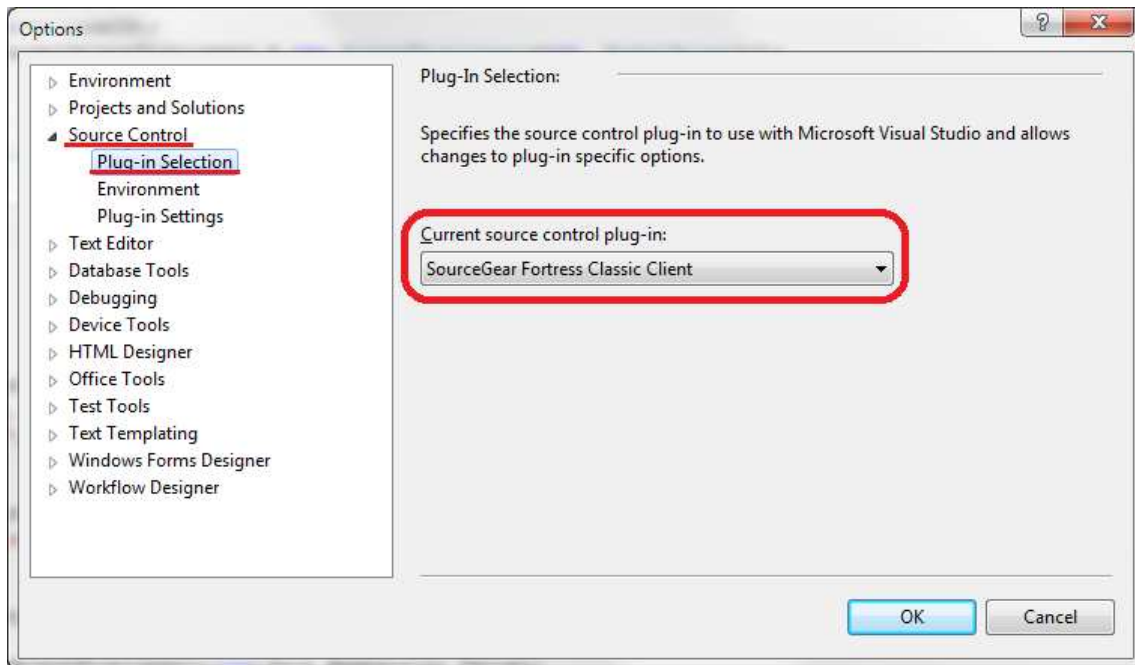 Options
Environment
Projects and Solutions
Source Control
Plug-in Selection
Environment
Plug-in Settings
Text Editor
Database Tools
Debugging
Device Tools
HTML Designer
Office Tools
Test Tools
Text Templating
Windows Forms Designer
Workflow Designer
Plug-In Selection:
Specifies the source control plug-in to use with Microsoft Visual Studio and allows
changes to plug-in specific options.
Current source control plug-in:
SourceGear Fortress Classic Client
OK
Cancel